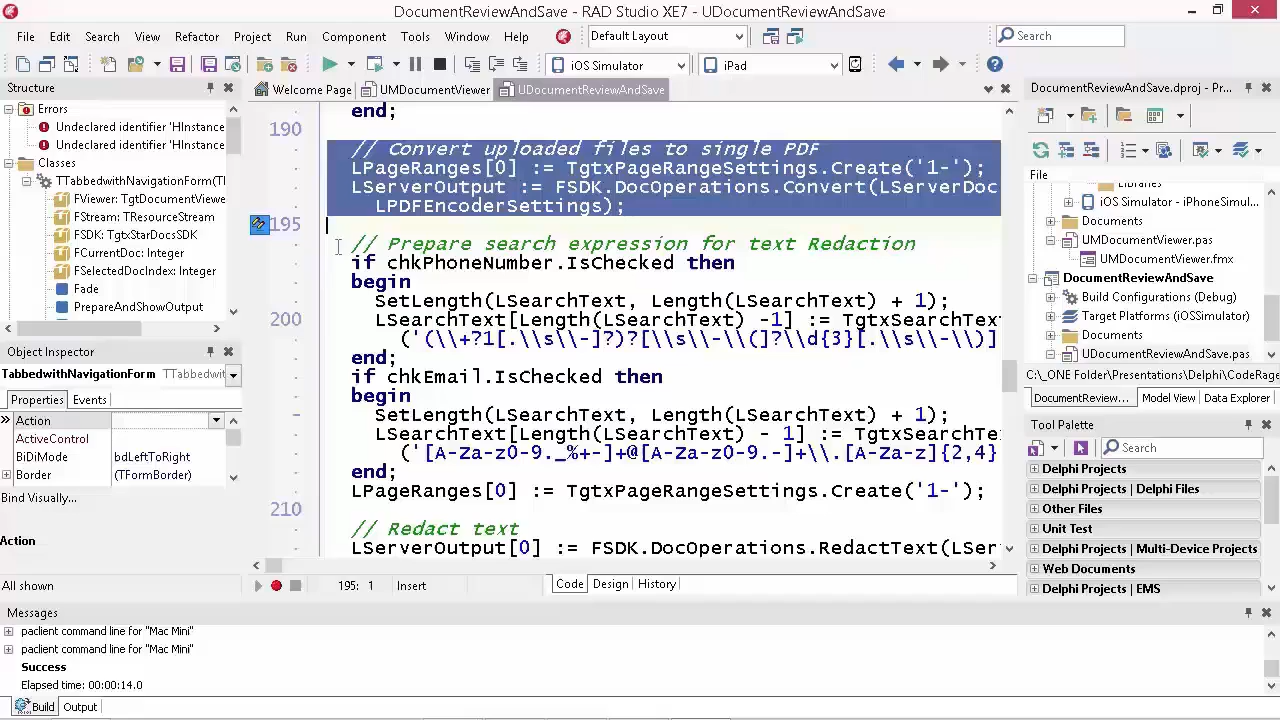 DocumentReviewAndSave - RAD Studio XE7 - UDocumentReviewAndSave
File Edit Search View Refactor Project Run Component Tools Window Help Default Layout Search
iOS Simulator iPad
Structure
Errors
Undeclared identifier 'HInstance
Undeclared identifier 'HInstance
Classes
TTabbedwithNavigationForm(T
FViewer: TgtDocumentViewe
FStream: TResourceStream
FSDK: TgtxStarDocsSDK
FCurrentDoc: Integer
FSelectedDocIndex: Integer
Fade
PrepareAndShowOutput
Object Inspector
TabbedwithNavigationForm TTabbedwit
Properties Events
Action
ActiveControl
BiDiMode bdLeftToRight
Border (TFormBorder)
Bind Visually...
Action
All shown
Welcome Page UMDocumentViewer UDocumentReviewAndSave
end;
190
// Convert uploaded files to single PDF
LPageRanges[0] := TgtxPageRangeSettings.Create('1-');
LServerOutput := FSDK.DocOperations.Convert(LServerDoc
LPDFEncoderSettings);
195
// Prepare search expression for text Redaction
if chkPhoneNumber.IsChecked then
begin
SetLength(LSearchText, Length(LSearchText) + 1);
200 LSearchText[Length(LSearchText) -1] := TgtxSearchText
('(\\+?1[.\\s\\-]?)?[\\s\\-\\(]?\\d{3}[.\\s\\-\\)]
end;
if chkEmail.IsChecked then
begin
SetLength(LSearchText, Length(LSearchText) + 1);
LSearchText[Length(LSearchText) - 1] := TgtxSearchTex
('[A-Za-z0-9._%+-]+@[A-Za-z0-9.-]+\\.[A-Za-z]{2,4}
end;
LPageRanges[0] := TgtxPageRangeSettings.Create('1-');
210
// Redact text
LServerOutput[0] := FSDK.DocOperations.RedactText(LSer
195: 1 Insert Code Design History
DocumentReviewAndSave.dproj - Pr...
File
Libraries
iOS Simulator - iPhoneSimul...
Documents
UMDocumentViewer.pas
UMDocumentViewer.fmx
DocumentReviewAndSave
Build Configurations (Debug)
Target Platforms (iOSSimulator)
Documents
UDocumentReviewAndSave.pas
C:\_ONE Folder\Presentations\Delphi\CodeRage
DocumentReview... Model View Data Explorer
Tool Palette
Search
Delphi Projects
Delphi Projects | Delphi Files
Other Files
Unit Test
Delphi Projects | Multi-Device Projects
Web Documents
Delphi Projects | EMS
Messages
paclient command line for "Mac Mini"
paclient command line for "Mac Mini"
Success
Elapsed time: 00:00:14.0
Build Output